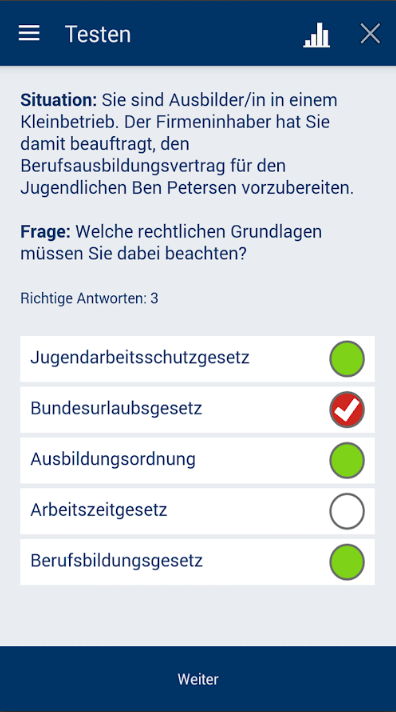 Testen
Situation: Sie sind Ausbilder/in in einem
Kleinbetrieb. Der Firmeninhaber hat Sie
damit beauftragt, den
Berufsausbildungsvertrag für den
Jugendlichen Ben Petersen vorzubereiten.
Frage: Welche rechtlichen Grundlagen
müssen Sie dabei beachten?
Richtige Antworten: 3
Jugendarbeitsschutzgesetz
Bundesurlaubsgesetz
Ausbildungsordnung
Arbeitszeitgesetz
Berufsbildungsgesetz
Weiter